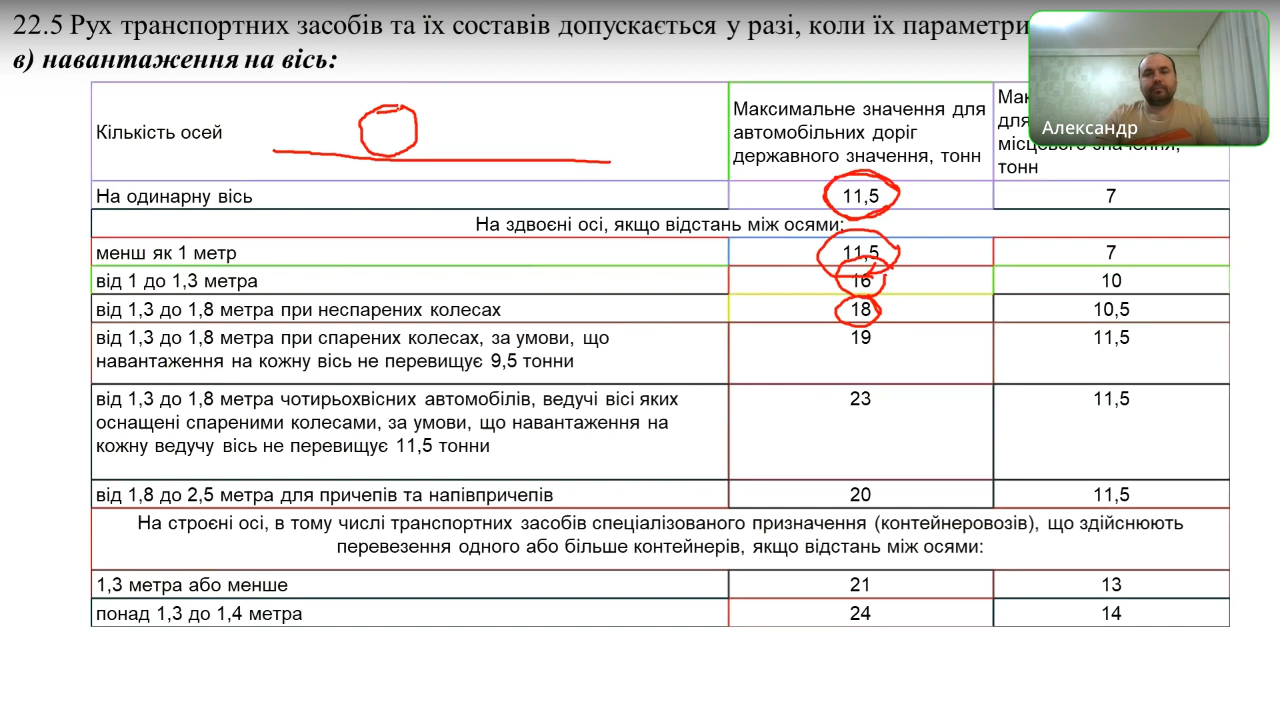 22.5 Рух транспортних засобів та їх составів допускається у разі, коли їх параметри
в) навантаження на вісь:
Кількість осей
Максимальне значення для
автомобільних доріг
державного значення, тонн
для
місцевого значення,
тонн
Александр
На одинарну вісь 11,5 7
На здвоєні осі, якщо відстань між осями:
менш як 1 метр 11,5 7
від 1 до 1,3 метра 16 10
від 1,3 до 1,8 метра при неспарених колесах 18 10,5
від 1,3 до 1,8 метра при спарених колесах, за умови, що 19 11,5
навантаження на кожну вісь не перевищує 9,5 тонни
від 1,3 до 1,8 метра чотирьохвісних автомобілів, ведучі вісі яких 23 11,5
оснащені спареними колесами, за умови, що навантаження на
кожну ведучу вісь не перевищує 11,5 тонни
від 1,8 до 2,5 метра для причепів та напівпричепів 20 11,5
На строєні осі, в тому числі транспортних засобів спеціалізованого призначення (контейнеровозів), що здійснюють
перевезення одного або більше контейнерів, якщо відстань між осями:
1,3 метра або менше 21 13
понад 1,3 до 1,4 метра 24 14